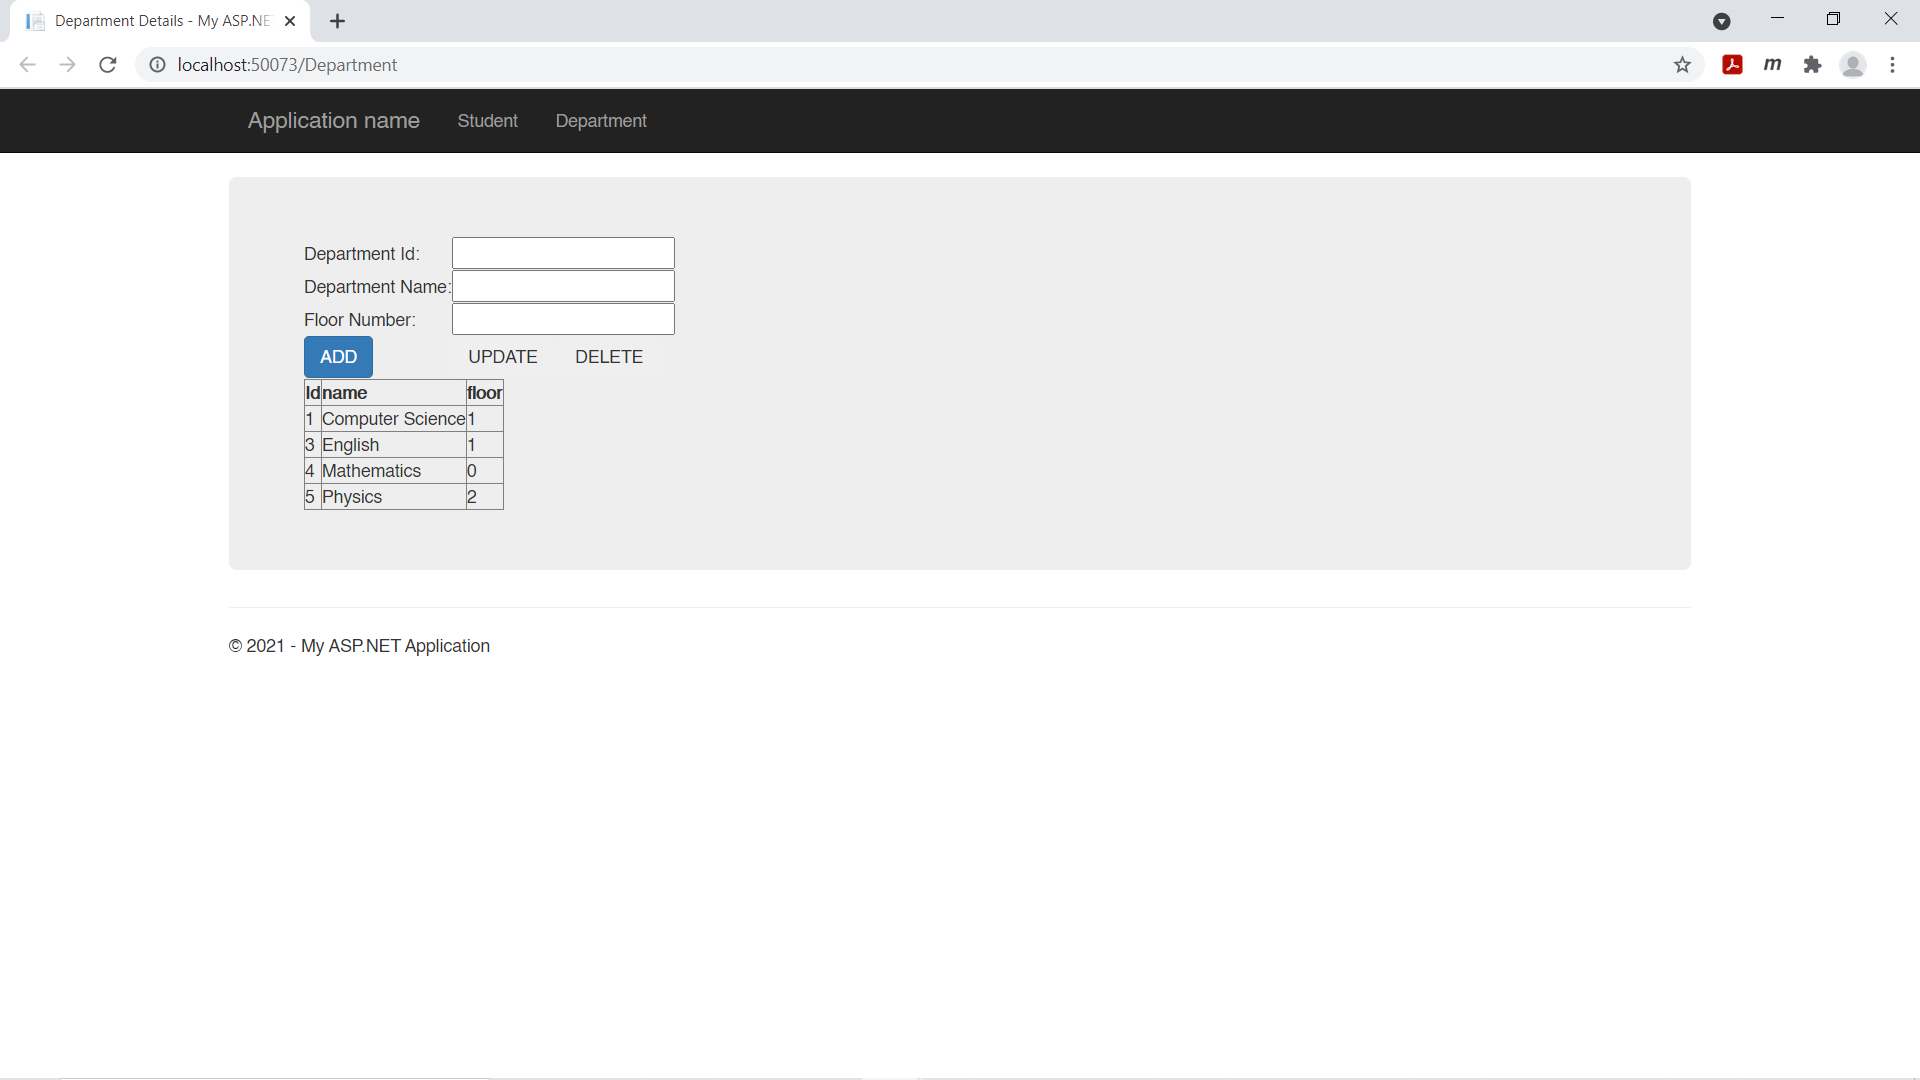 Department Details - My ASP.NE
localhost:50073/Department
Application name Student Department
Department Id:
Department Name:
Floor Number:
ADD UPDATE DELETE
Id name floor
1 Computer Science 1
3 English 1
4 Mathematics 0
5 Physics 2
© 2021 - My ASP.NET Application